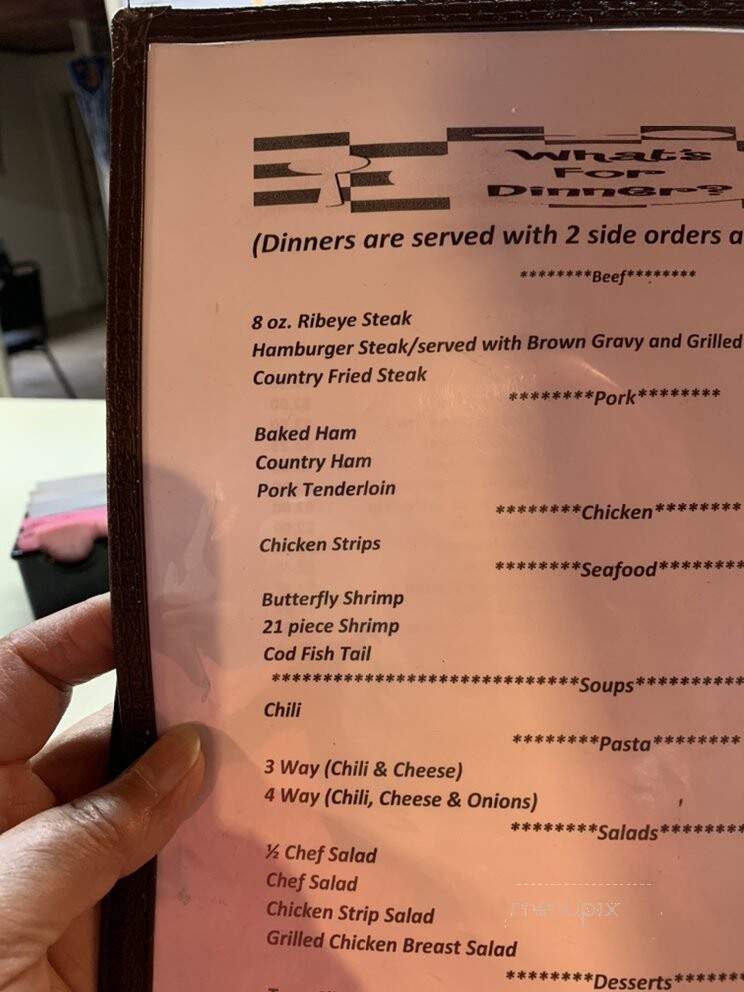 What's
For
Dinner?
(Dinners are served with 2 side orders a
********Beef********
8 oz. Ribeye Steak
Hamburger Steak/served with Brown Gravy and Grilled
Country Fried Steak
********Pork********
Baked Ham
Country Ham
Pork Tenderloin
********Chicken********
Chicken Strips
********Seafood********
Butterfly Shrimp
21 piece Shrimp
Cod Fish Tail
******************************Soups**********
Chili
********Pasta********
3 Way (Chili & Cheese)
4 Way (Chili, Cheese & Onions)
********Salads********
½ Chef Salad
Chef Salad
Chicken Strip Salad
menupix
Grilled Chicken Breast Salad
********Desserts*******